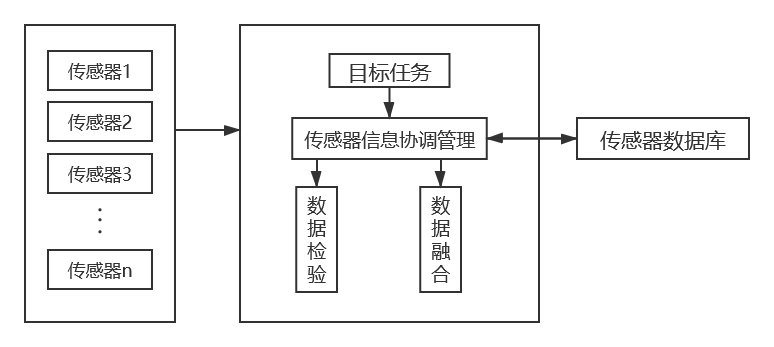 传感器1
传感器2
传感器3
⋮
传感器n
目标任务
传感器信息协调管理
数据检验
数据融合
传感器数据库